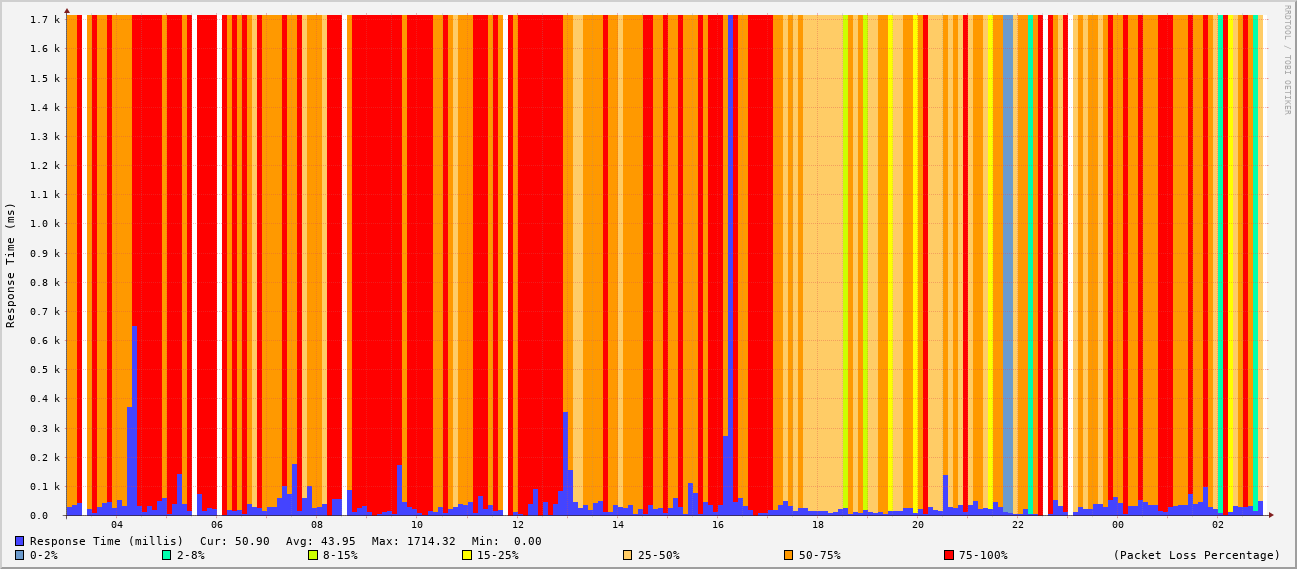 RRDTOOL / TOBI OETIKER
Response Time (ms)
1.7 k
1.6 k
1.5 k
1.4 k
1.3 k
1.2 k
1.1 k
1.0 k
0.9 k
0.8 k
0.7 k
0.6 k
0.5 k
0.4 k
0.3 k
0.2 k
0.1 k
0.0
04 06 08 10 12 14 16 18 20 22 00 02
Response Time (millis) Cur: 50.90 Avg: 43.95 Max: 1714.32 Min: 0.00
0-2% 2-8% 8-15% 15-25% 25-50% 50-75% 75-100% (Packet Loss Percentage)